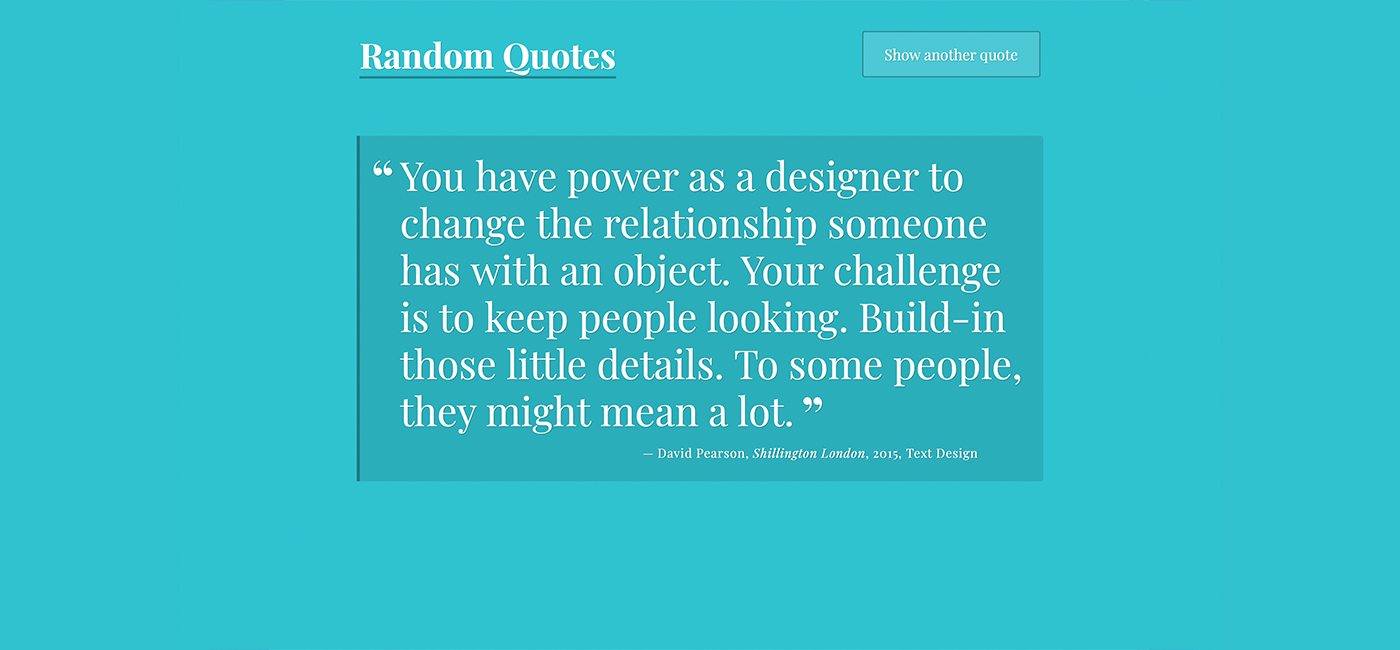 Random Quotes
Show another quote
“You have power as a designer to
change the relationship someone
has with an object. Your challenge
is to keep people looking. Build-in
those little details. To some people,
they might mean a lot.”
— David Pearson, Shillington London, 2015, Text Design